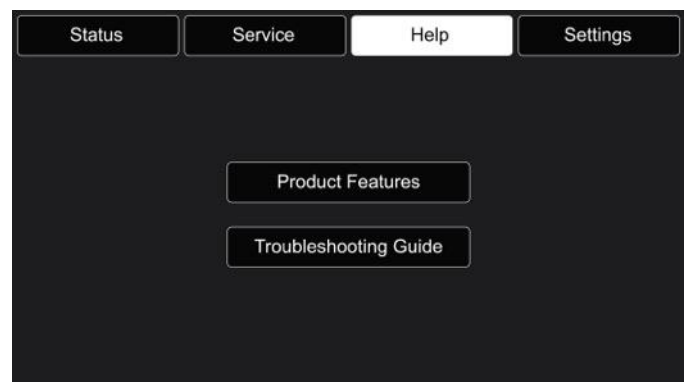 Status Service Help Settings
Product Features
Troubleshooting Guide